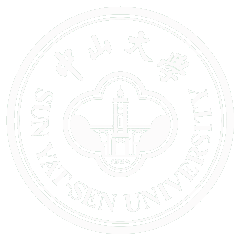 中山大學
SUN YAT-SEN UNIVERSITY